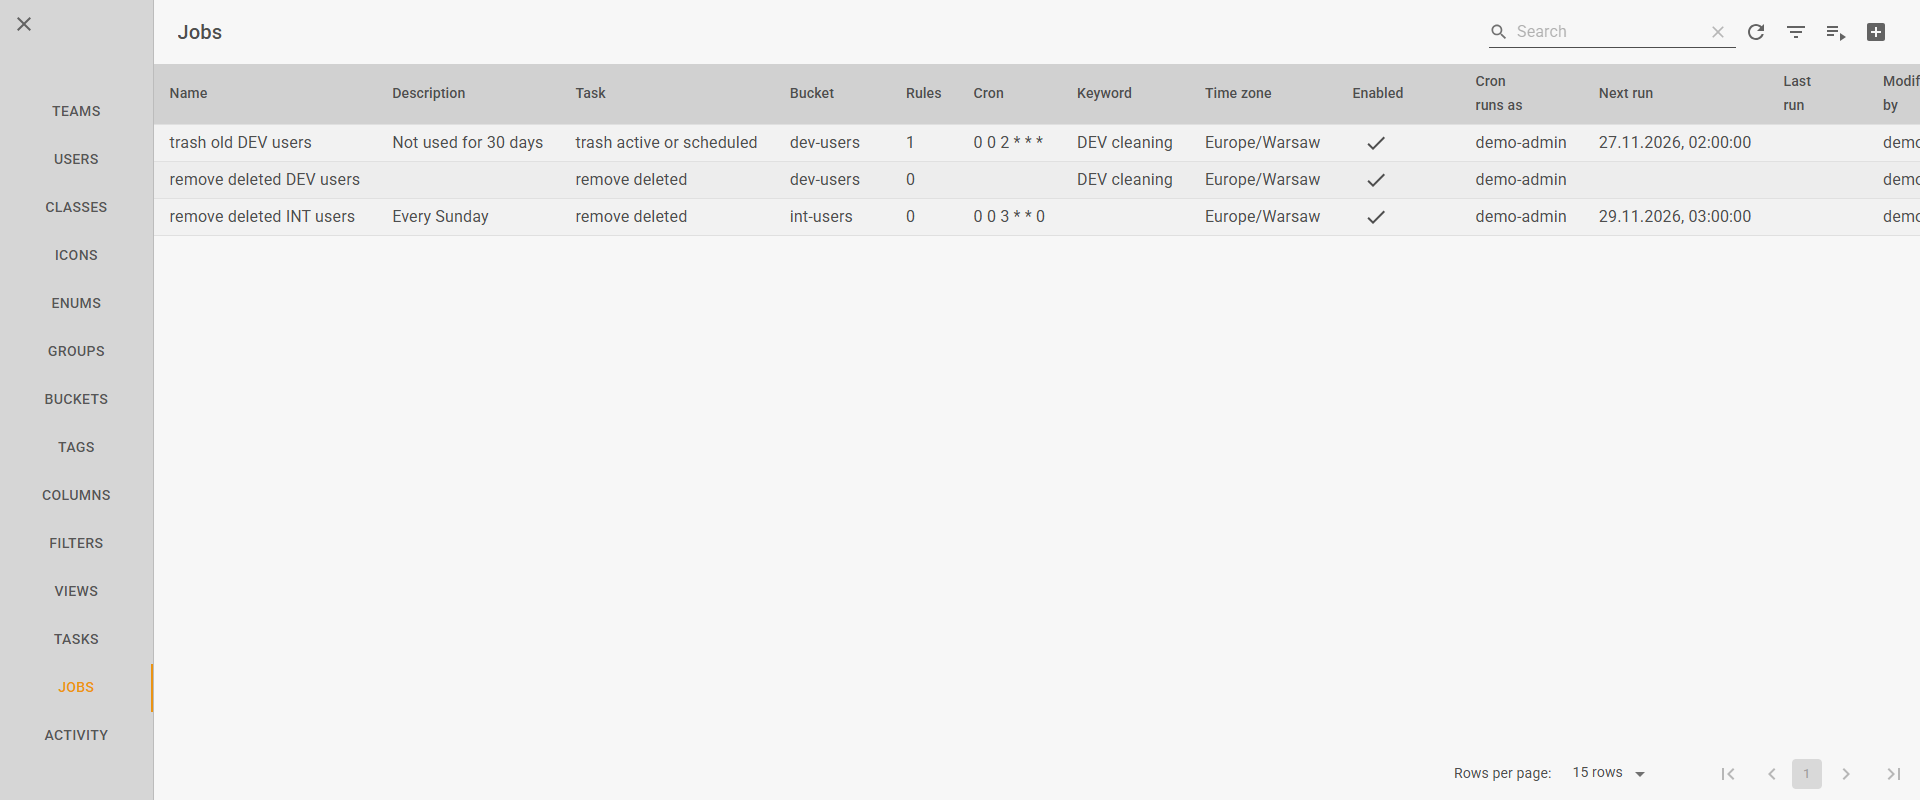 Jobs
Search
TEAMS
USERS
CLASSES
ICONS
ENUMS
GROUPS
BUCKETS
TAGS
COLUMNS
FILTERS
VIEWS
TASKS
JOBS
ACTIVITY
Name Description Task Bucket Rules Cron Keyword Time zone Enabled Cron runs as Next run Last run Modif by
trash old DEV users Not used for 30 days trash active or scheduled dev-users 1 0 0 2 * * * DEV cleaning Europe/Warsaw demo-admin 27.11.2026, 02:00:00 demo
remove deleted DEV users remove deleted dev-users 0 DEV cleaning Europe/Warsaw demo-admin demo
remove deleted INT users Every Sunday remove deleted int-users 0 0 0 3 * * 0 Europe/Warsaw demo-admin 29.11.2026, 03:00:00 demo
Rows per page: 15 rows 1